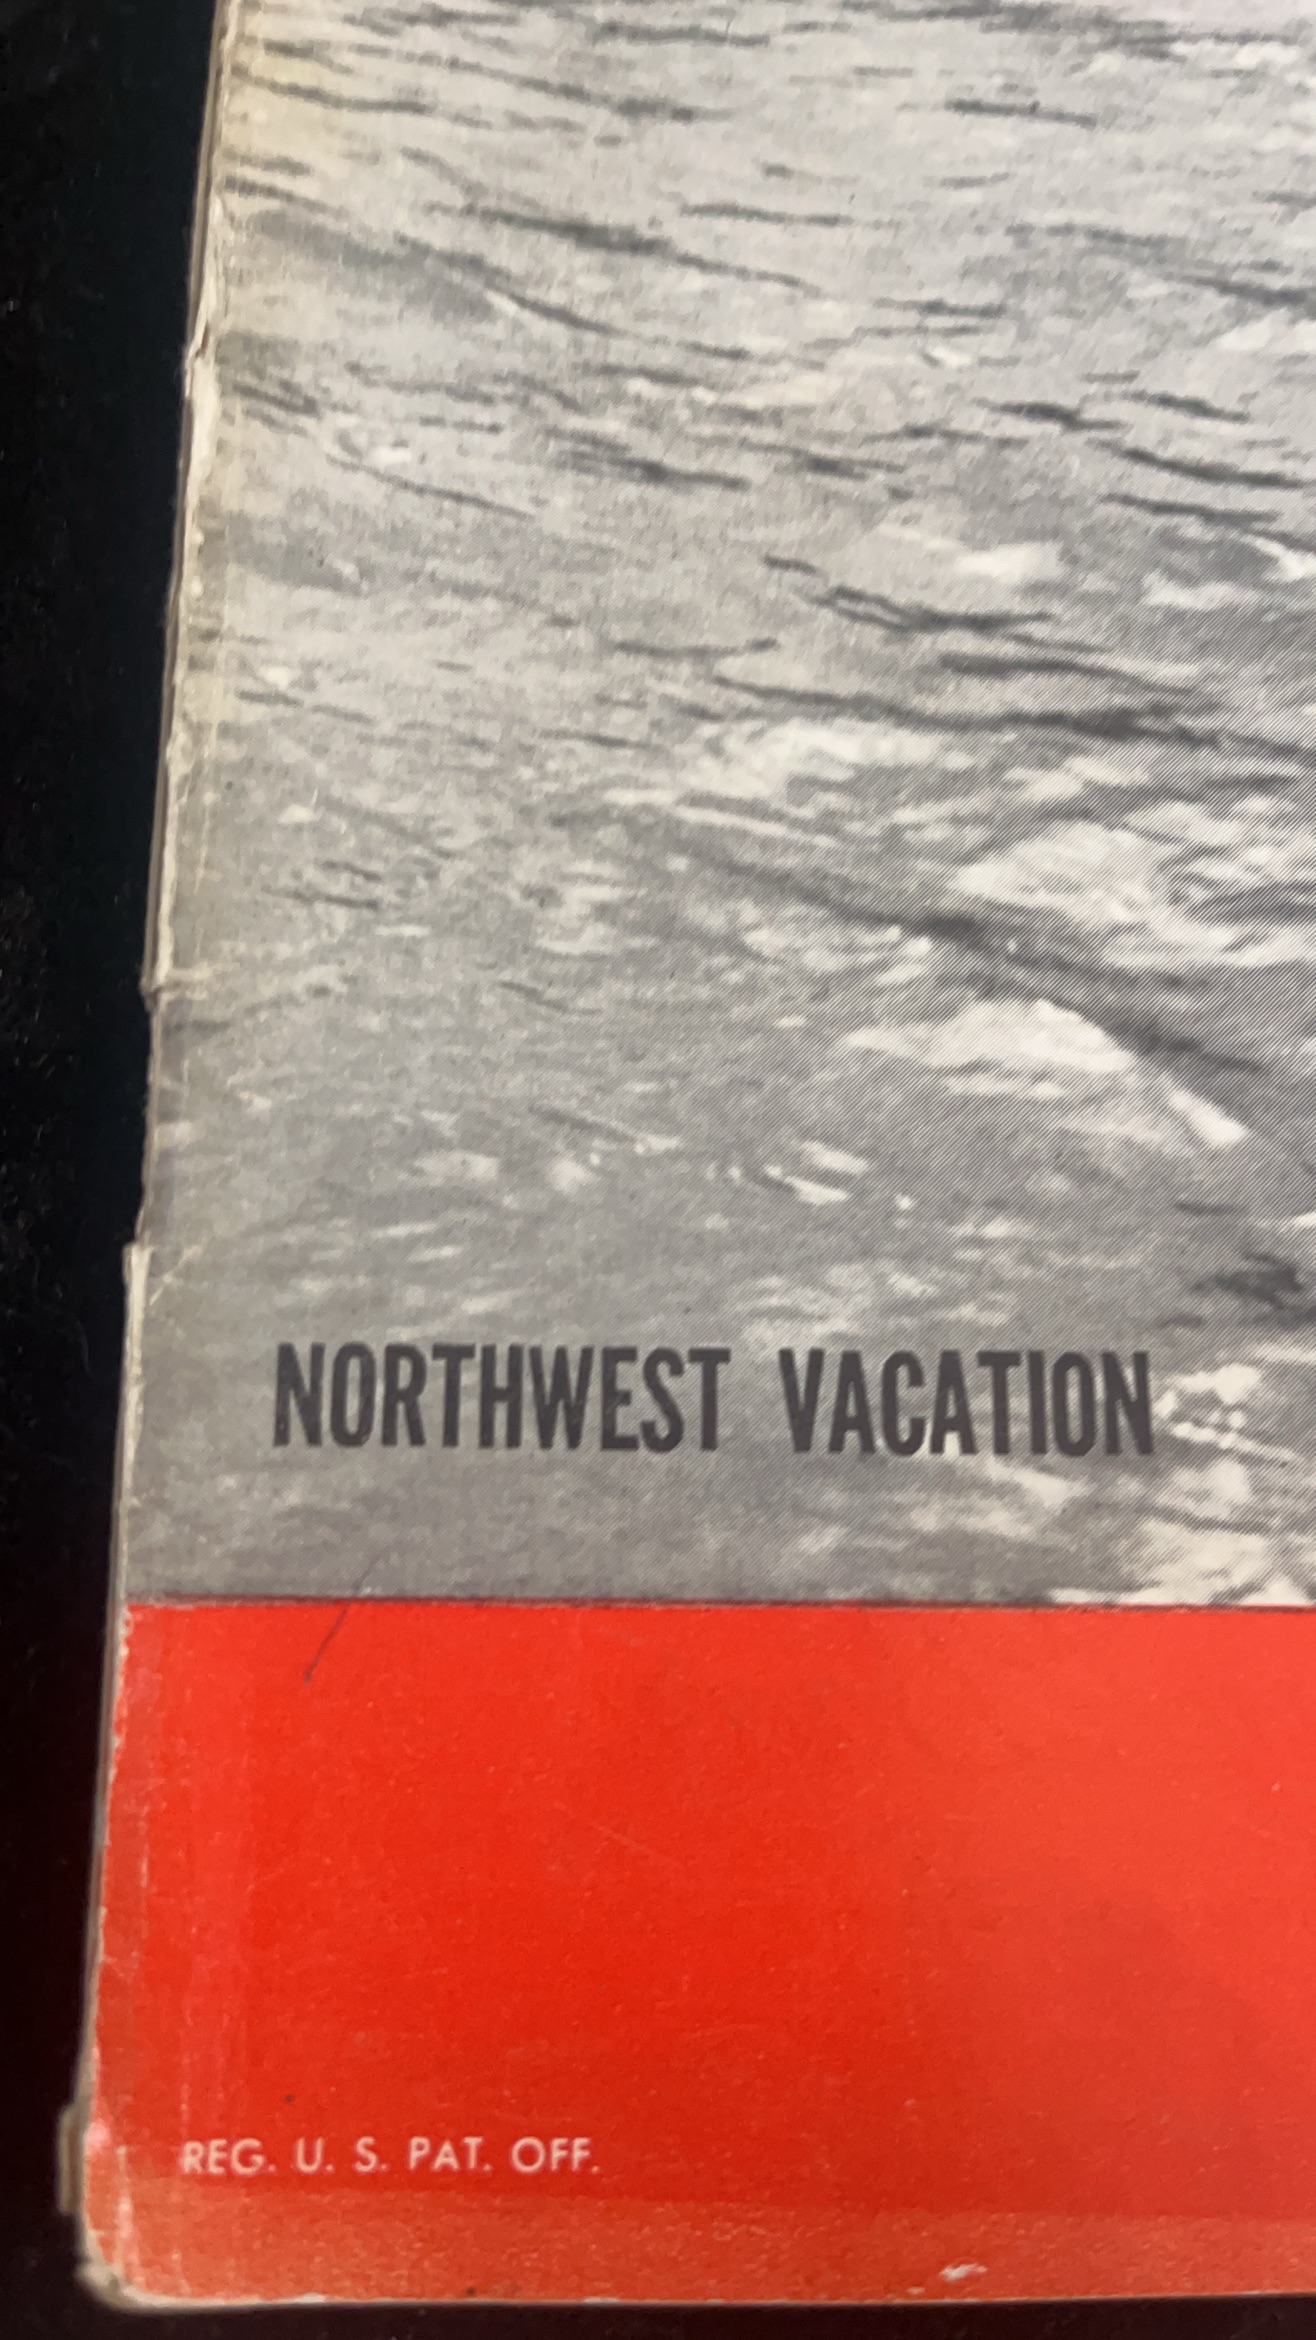 NORTHWEST VACATION
REG. U. S. PAT. OFF.